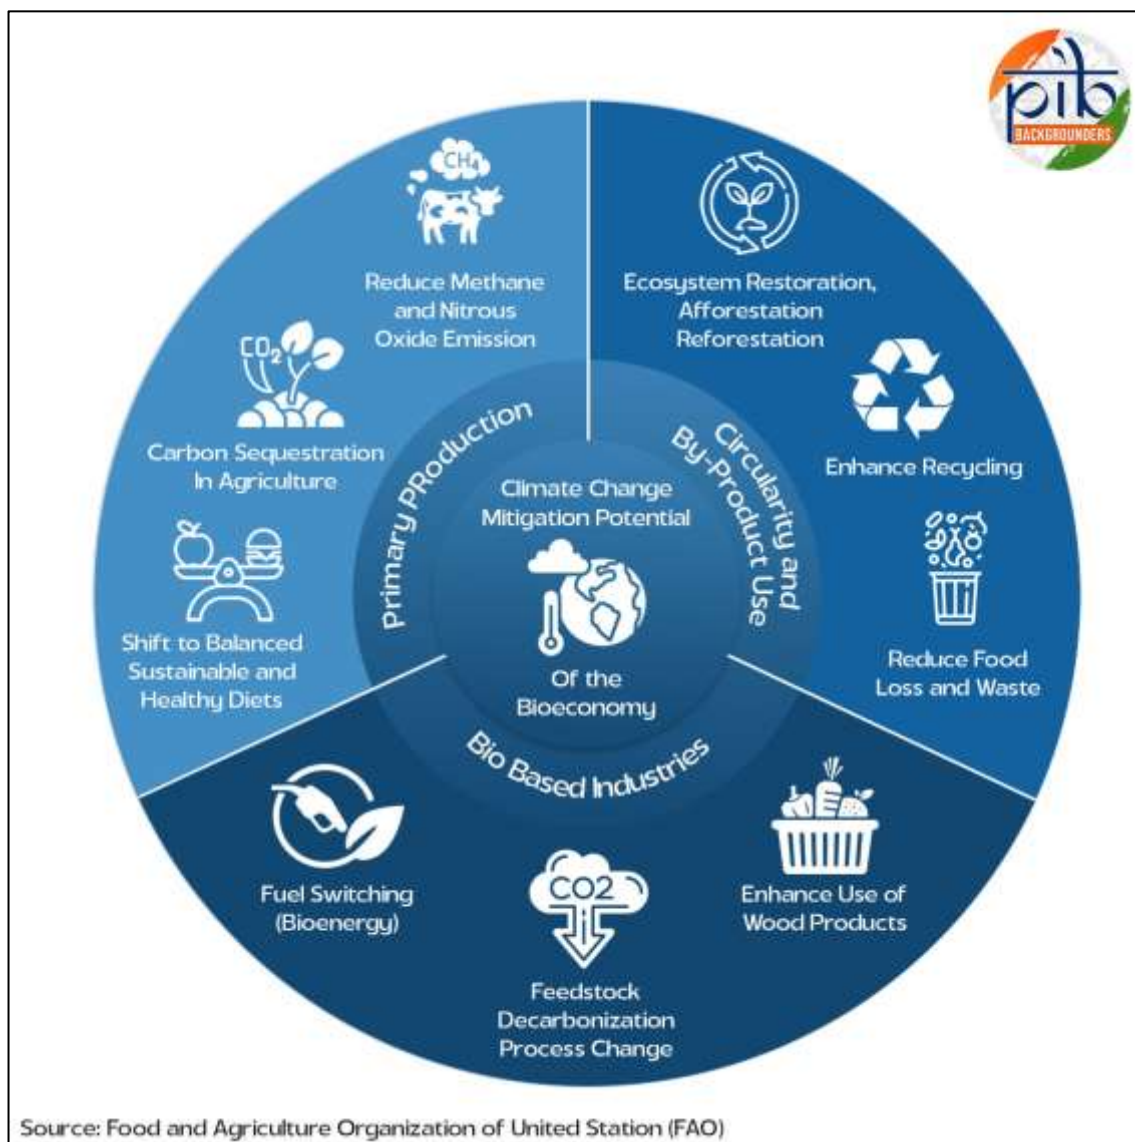 pib
BACKGROUNDERS
CH4
Reduce Methane
and Nitrous
Oxide Emission
CO2
Carbon Sequestration
In Agriculture
Shift to Balanced
Sustainable and
Healthy Diets
Primary PRoduction
Ecosystem Restoration,
Afforestation
Reforestation
Enhance Recycling
Reduce Food
Loss and Waste
Circularity and
By-Product Use
Climate Change
Mitigation Potential
Of the
Bioeconomy
Bio Based Industries
Fuel Switching
(Bioenergy)
CO2
Feedstock
Decarbonization
Process Change
Enhance Use of
Wood Products
Source: Food and Agriculture Organization of United Station (FAO)